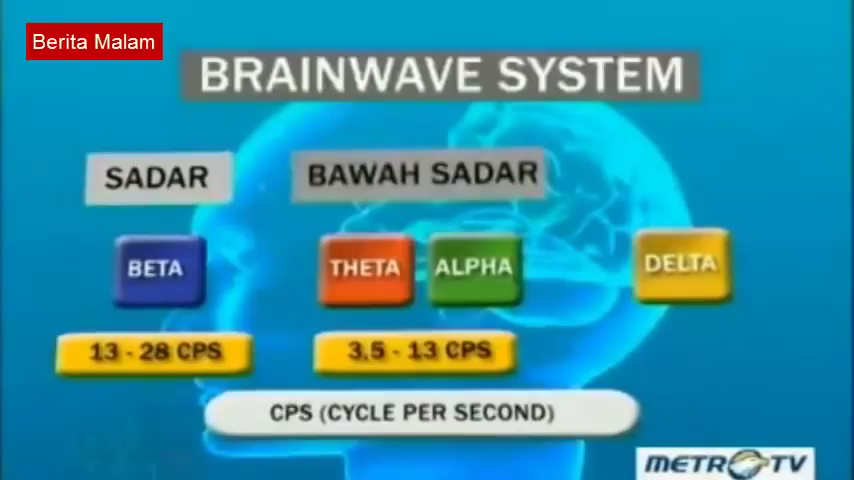 Berita Malam
BRAINWAVE SYSTEM
SADAR
BAWAH SADAR
BETA
THETA
ALPHA
DELTA
13 - 28 CPS
3,5 - 13 CPS
CPS (CYCLE PER SECOND)
METRO TV